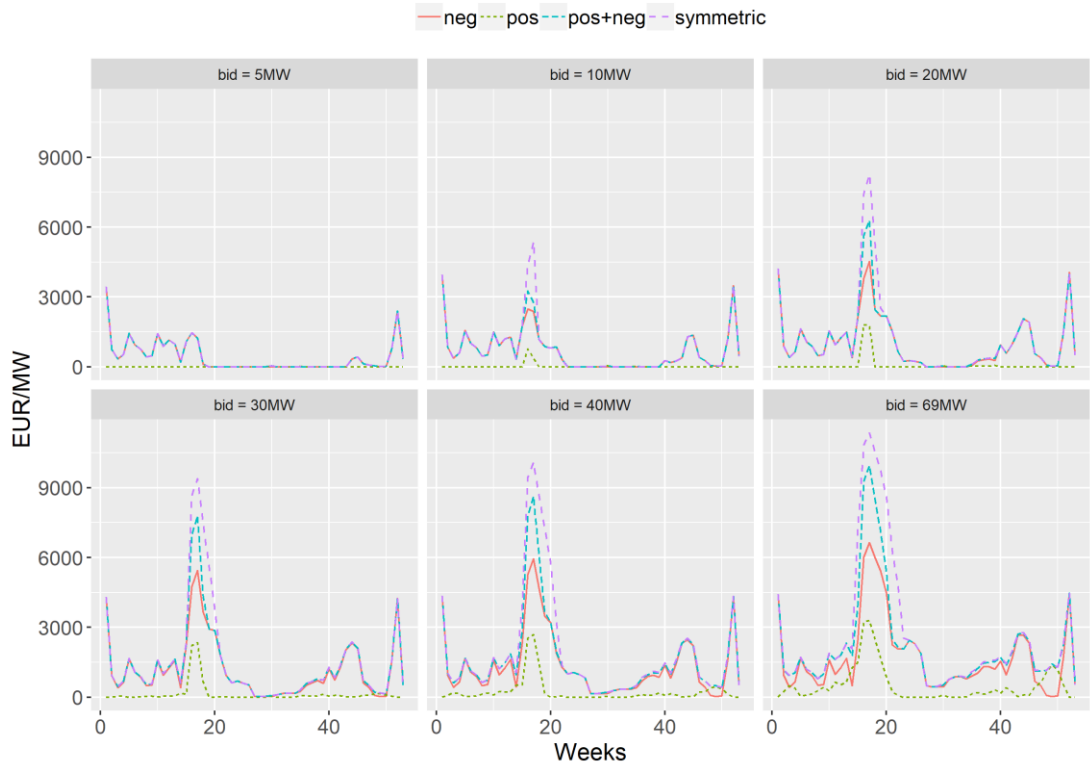 neg pos pos+neg symmetric
bid = 5MW bid = 10MW bid = 20MW
9000
6000
3000
0
EUR/MW
bid = 30MW bid = 40MW bid = 69MW
9000
6000
3000
0
0 20 40 0 20 40 0 20 40
Weeks